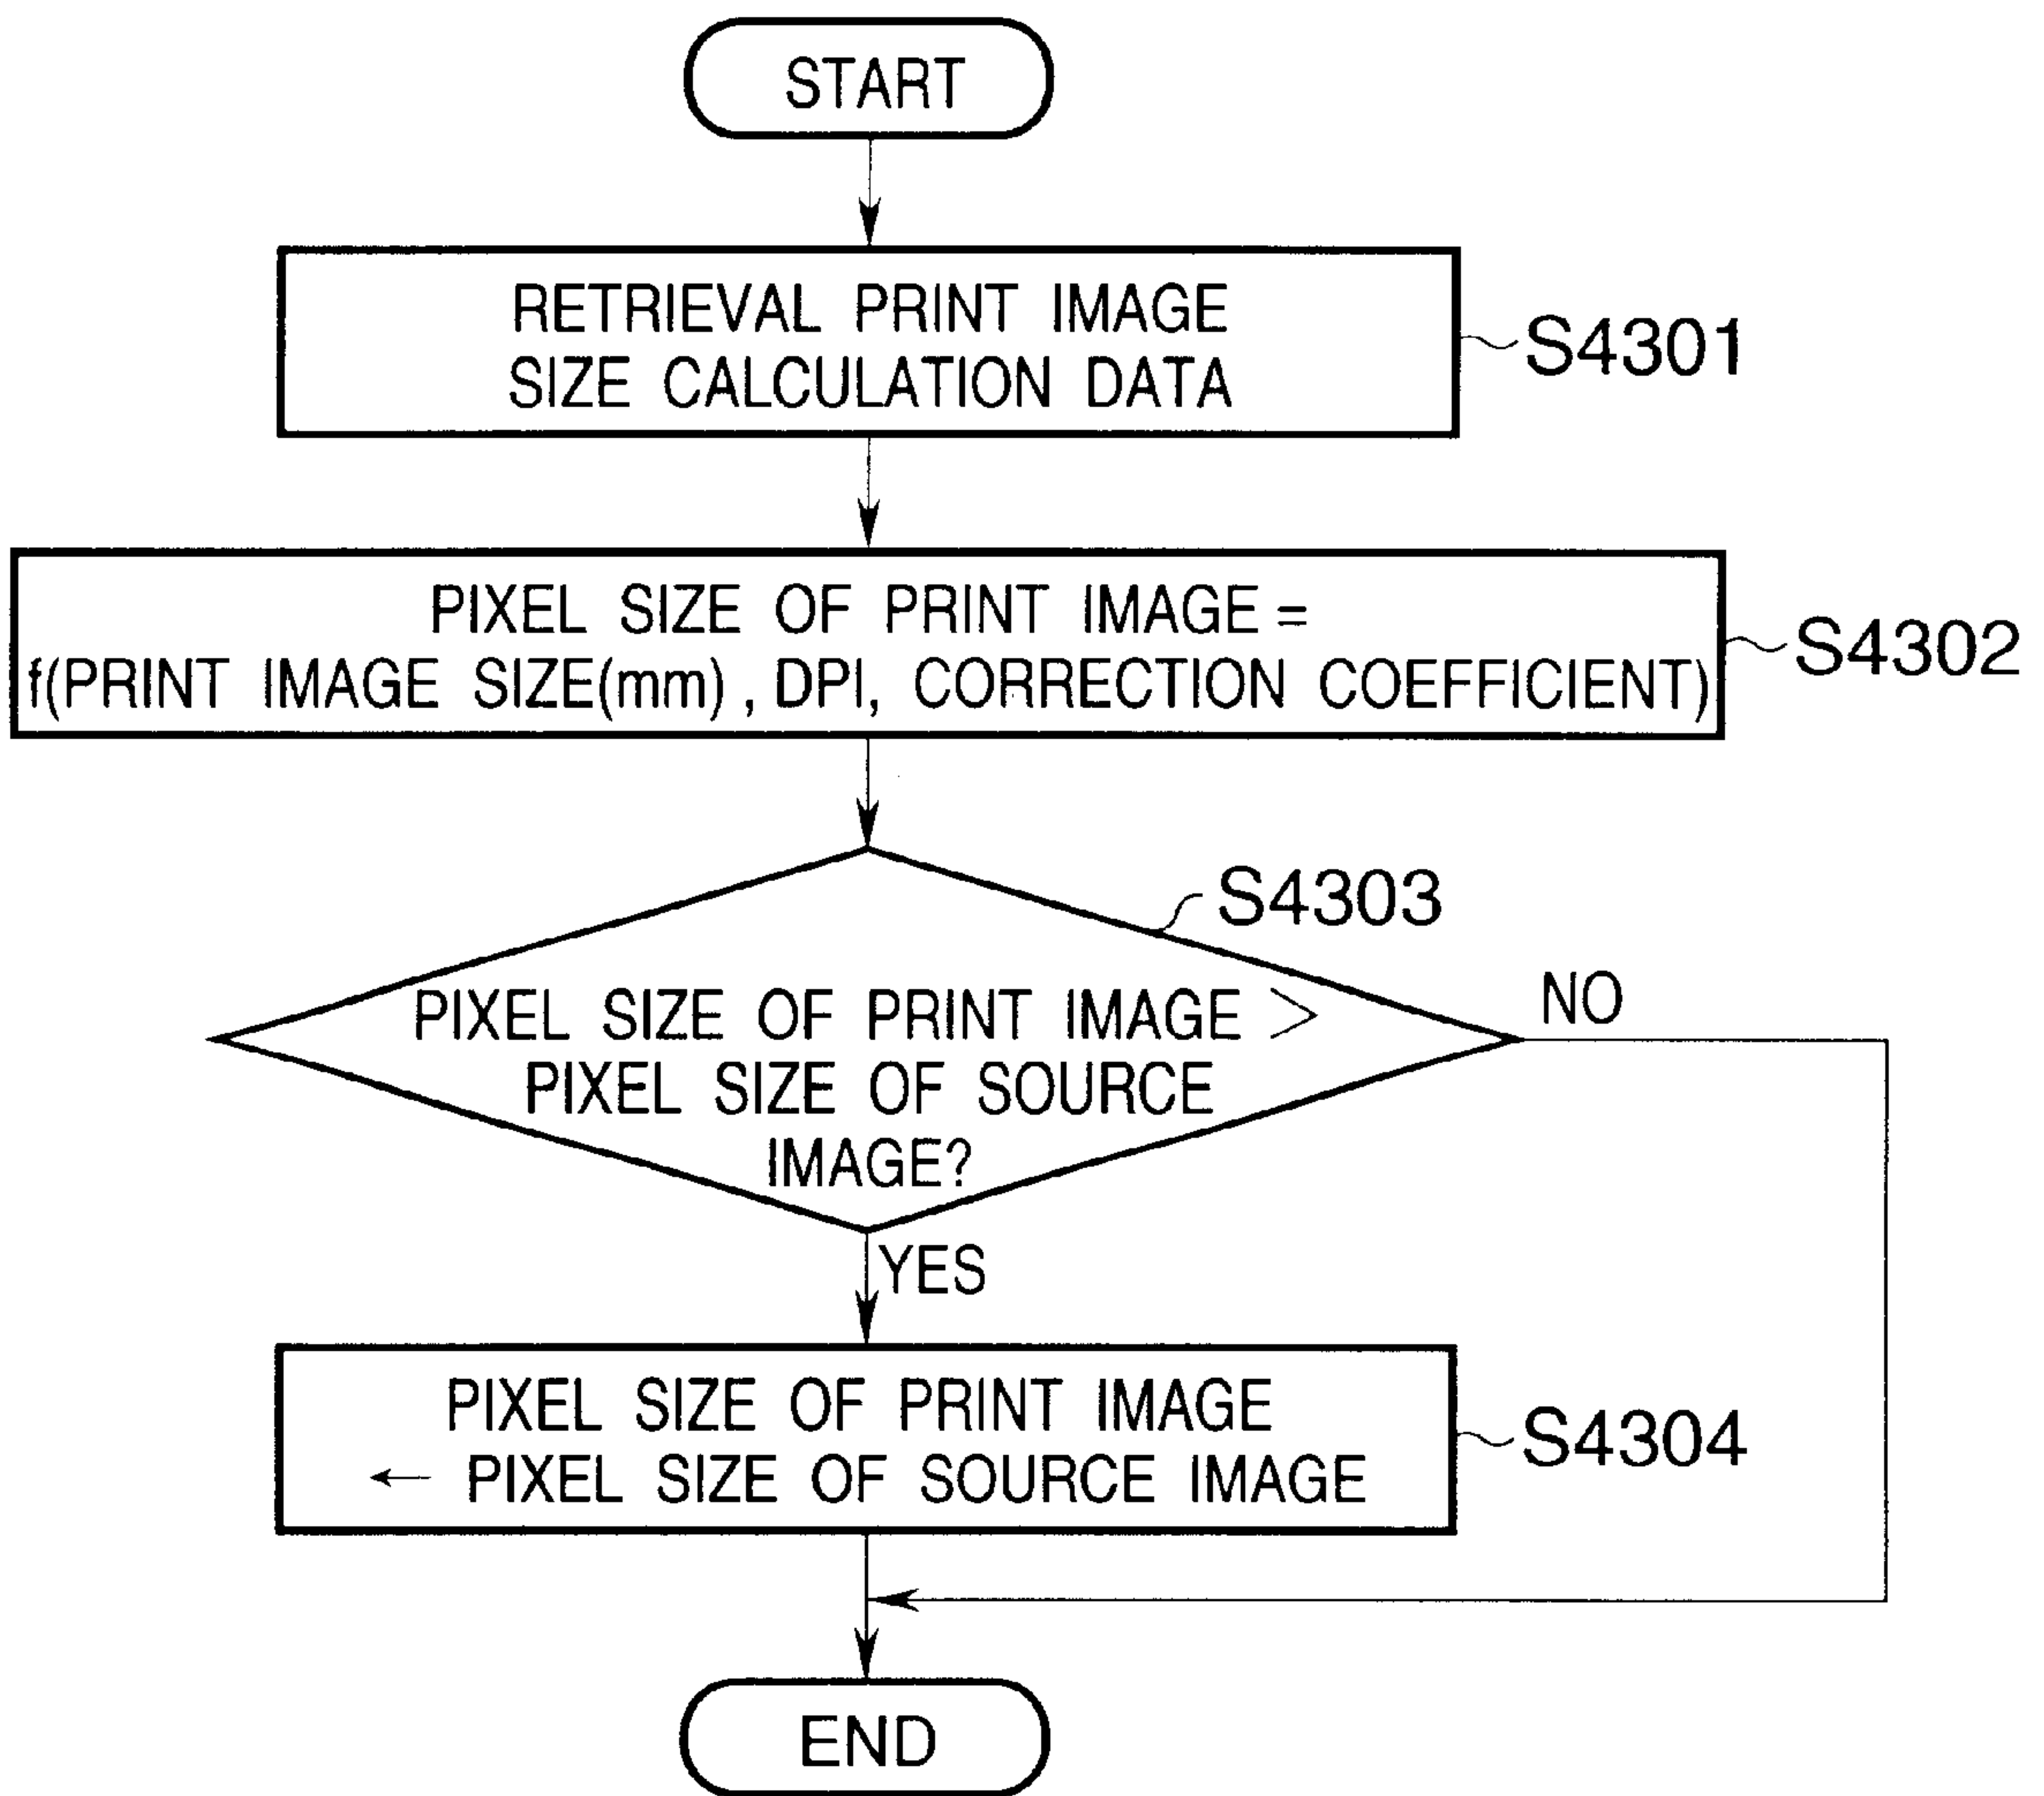 START
RETRIEVAL PRINT IMAGE
SIZE CALCULATION DATA
S4301
PIXEL SIZE OF PRINT IMAGE =
f(PRINT IMAGE SIZE(mm) , DPI, CORRECTION COEFFICIENT)
S4302
S4303
PIXEL SIZE OF PRINT IMAGE >
PIXEL SIZE OF SOURCE
IMAGE?
NO
YES
PIXEL SIZE OF PRINT IMAGE
← PIXEL SIZE OF SOURCE IMAGE
S4304
END